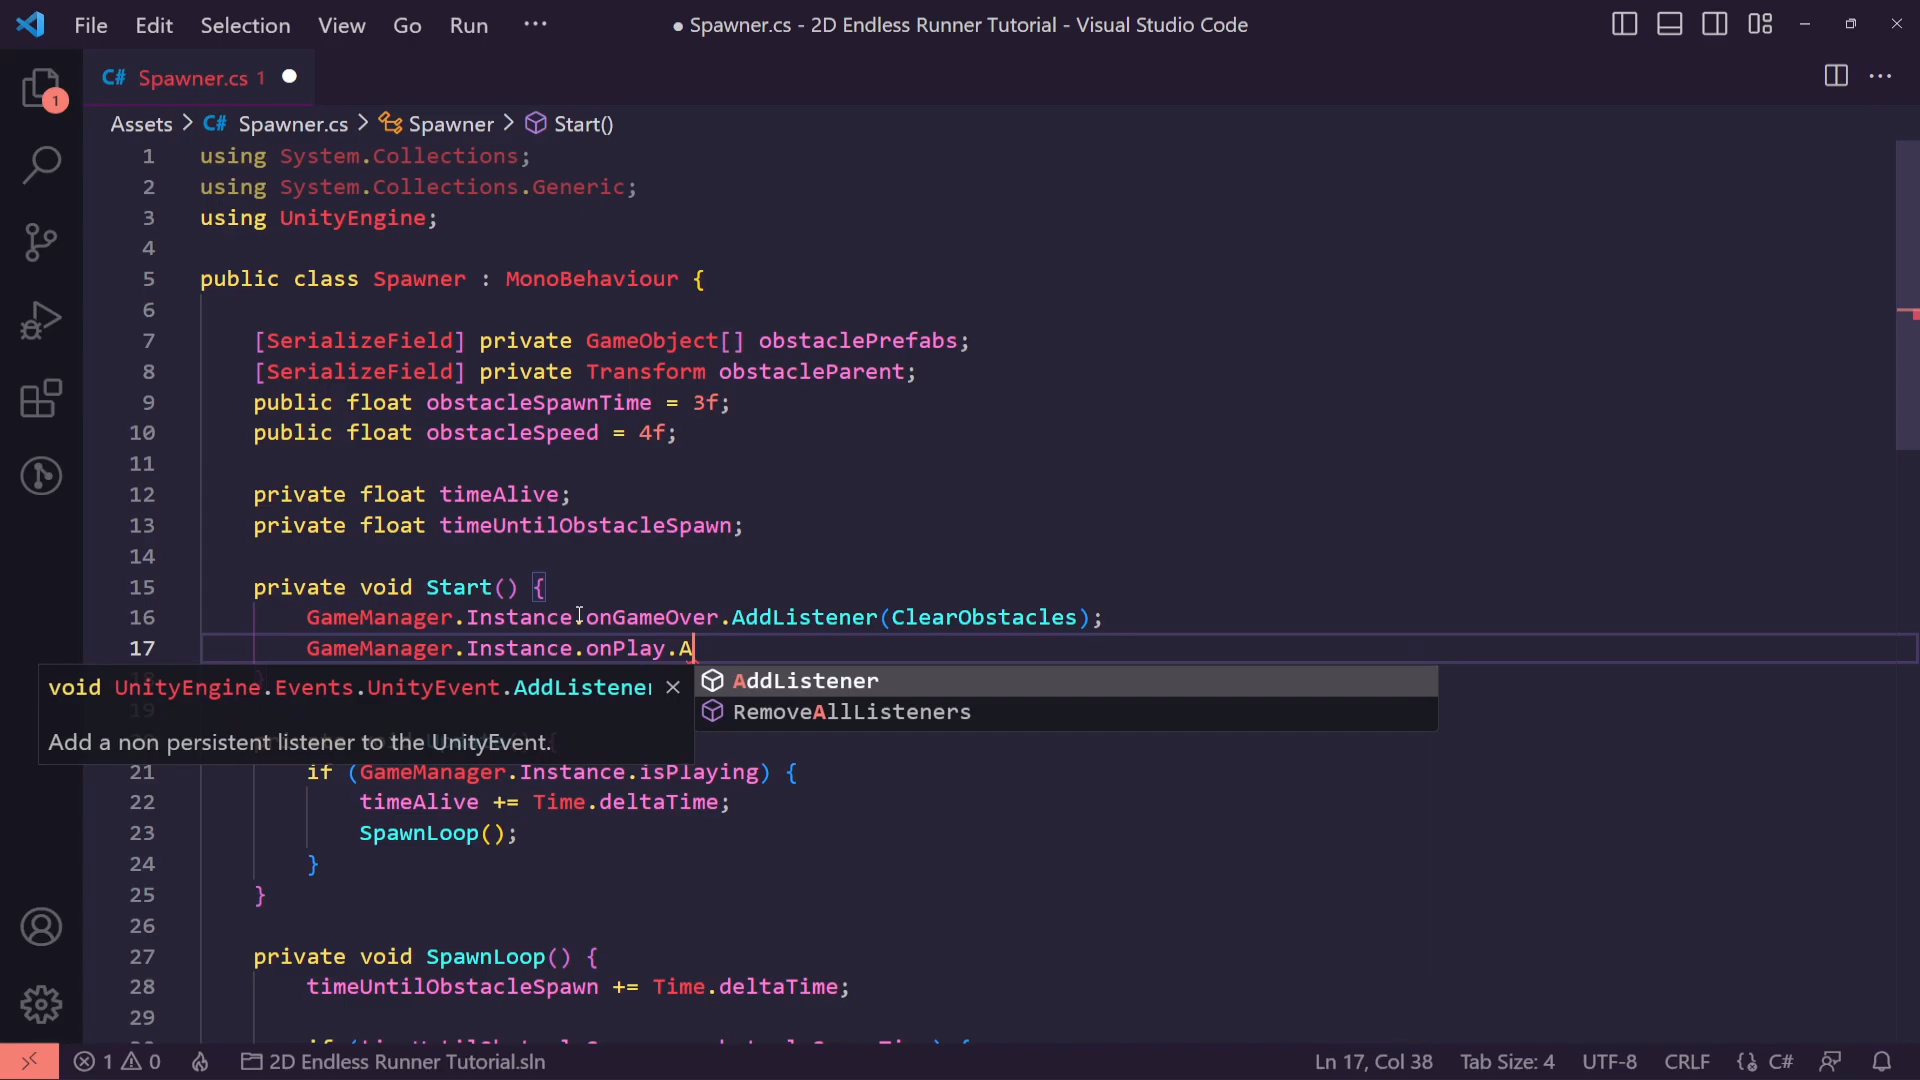 File Edit Selection View Go Run ··· ● Spawner.cs - 2D Endless Runner Tutorial - Visual Studio Code
C# Spawner.cs 1
1
Assets > C# Spawner.cs > Spawner > Start()
1 using System.Collections;
2 using System.Collections.Generic;
3 using UnityEngine;
4
5 public class Spawner : MonoBehaviour {
6
7 [SerializeField] private GameObject[] obstaclePrefabs;
8 [SerializeField] private Transform obstacleParent;
9 public float obstacleSpawnTime = 3f;
10 public float obstacleSpeed = 4f;
11
12 private float timeAlive;
13 private float timeUntilObstacleSpawn;
14
15 private void Start() {
16 GameManager.Instance.onGameOver.AddListener(ClearObstacles);
17 GameManager.Instance.onPlay.A
void UnityEngine.Events.UnityEvent.AddListener × AddListener
19 RemoveAllListeners
Add a non persistent listener to the UnityEvent.
21 if (GameManager.Instance.isPlaying) {
22 timeAlive += Time.deltaTime;
23 SpawnLoop();
24 }
25 }
26
27 private void SpawnLoop() {
28 timeUntilObstacleSpawn += Time.deltaTime;
29
1 0 2D Endless Runner Tutorial.sln Ln 17, Col 38 Tab Size: 4 UTF-8 CRLF C#